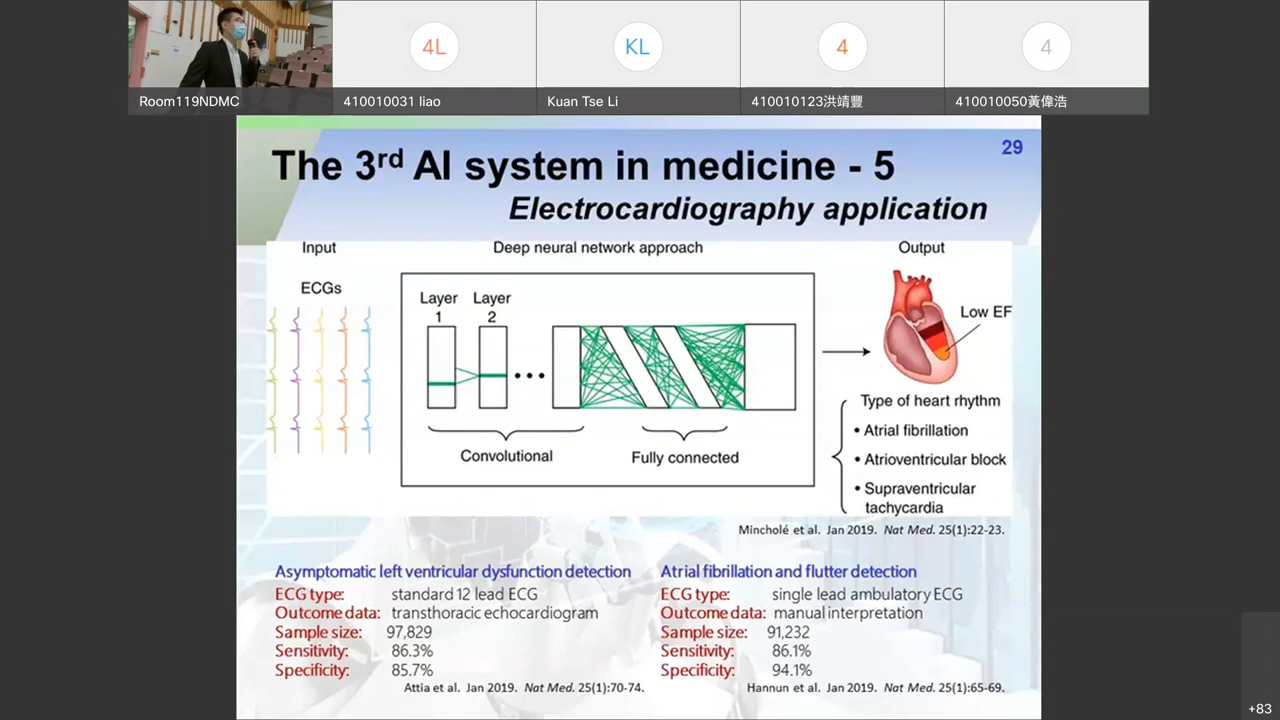 Room119NDMC
4L
410010031 liao
KL
Kuan Tse Li
4
410010123洪靖豐
4
410010050黃偉浩
29
The 3rd AI system in medicine - 5
Electrocardiography application
Input
Deep neural network approach
Output
ECGs
Layer 1
Layer 2
Low EF
Convolutional
Fully connected
Type of heart rhythm
• Atrial fibrillation
• Atrioventricular block
• Supraventricular
tachycardia
Mincholé et al. Jan 2019. Nat Med. 25(1):22-23.
Asymptomatic left ventricular dysfunction detection
ECG type: standard 12 lead ECG
Outcome data: transthoracic echocardiogram
Sample size: 97,829
Sensitivity: 86.3%
Specificity: 85.7%
Attia et al. Jan 2019. Nat Med. 25(1):70-74.
Atrial fibrillation and flutter detection
ECG type: single lead ambulatory ECG
Outcome data: manual interpretation
Sample size: 91,232
Sensitivity: 86.1%
Specificity: 94.1%
Hannun et al. Jan 2019. Nat Med. 25(1):65-69.
+83